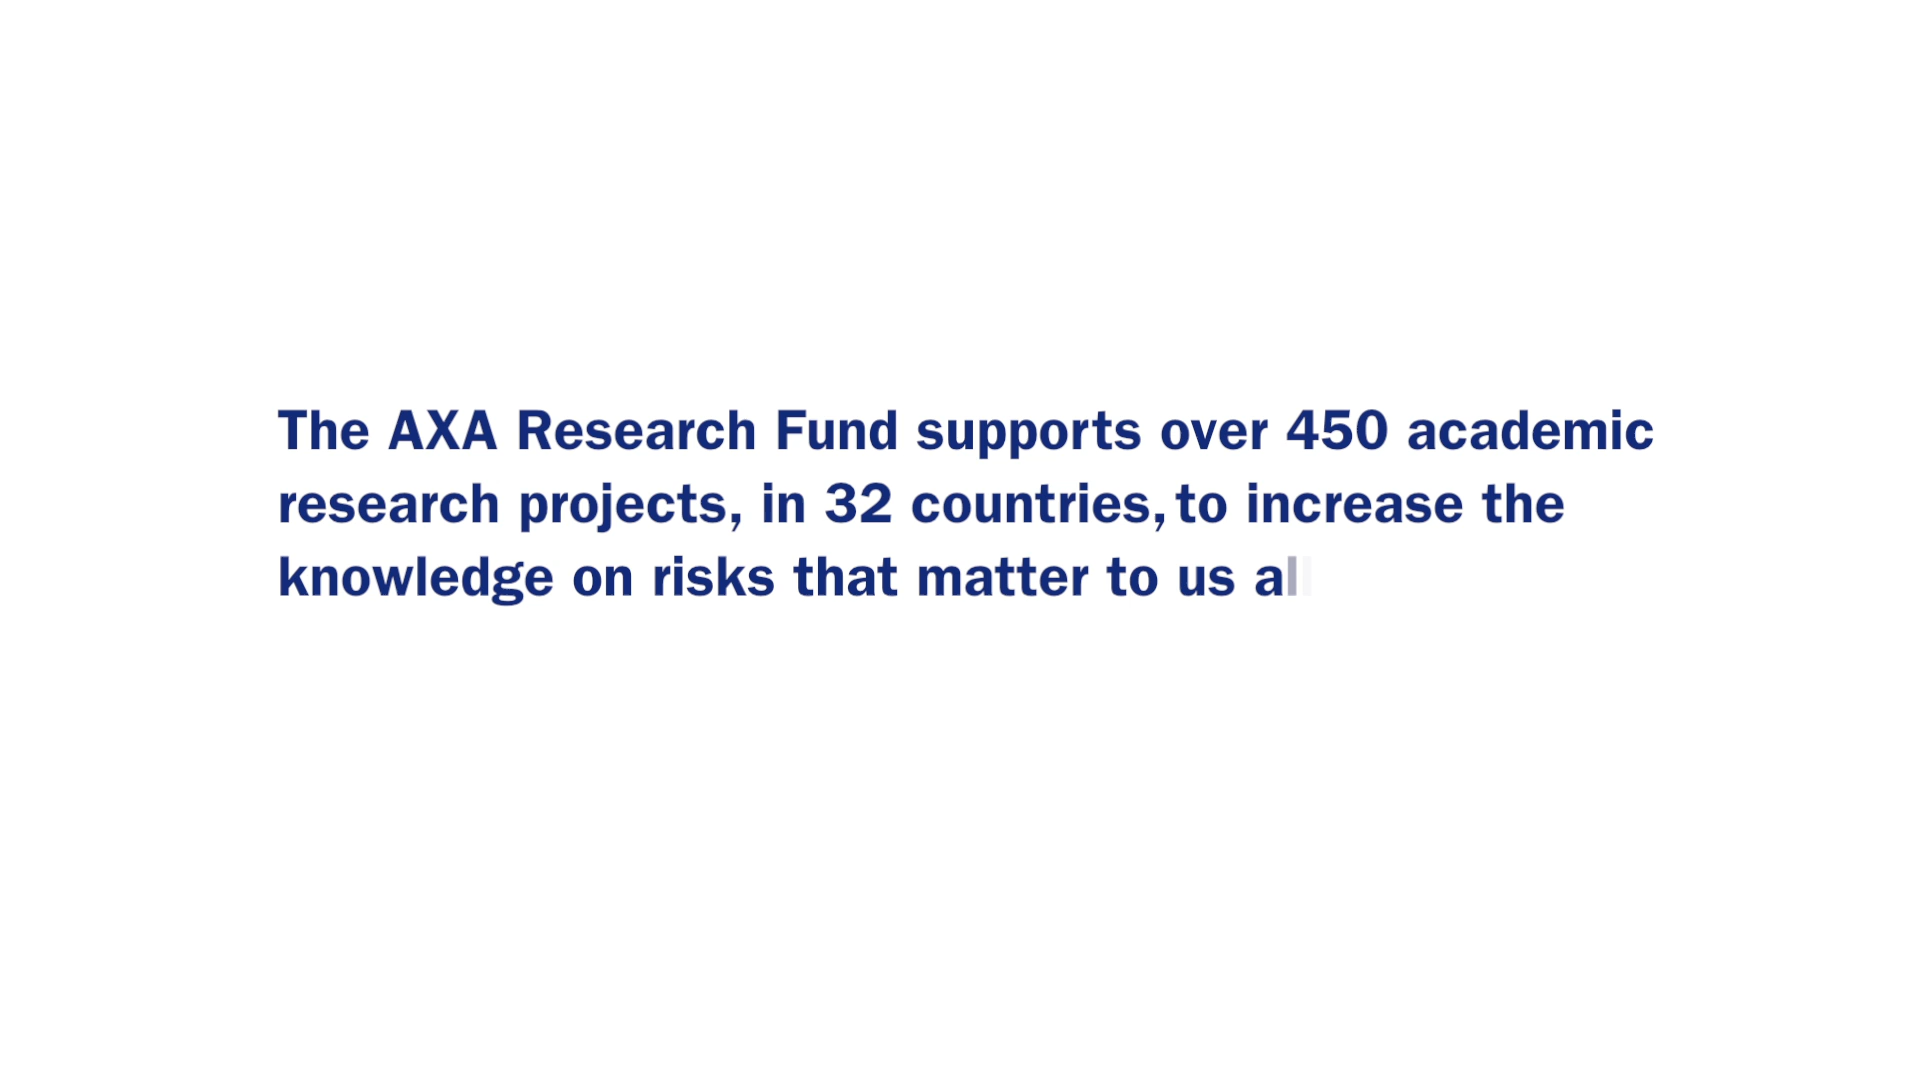 The AXA Research Fund supports over 450 academic
research projects, in 32 countries, to increase the
knowledge on risks that matter to us all